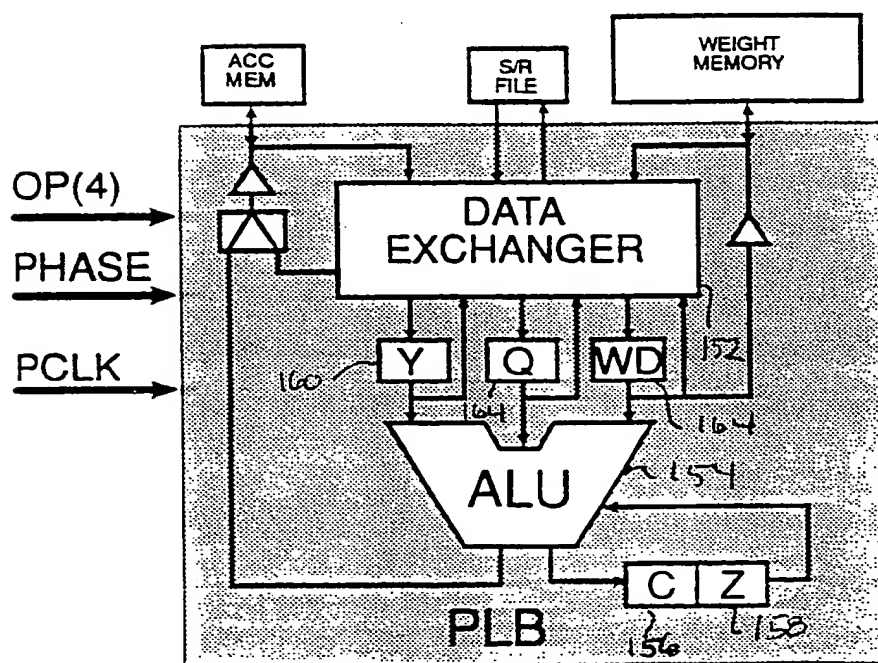 ACC
MEM
S/R
FILE
WEIGHT
MEMORY
OP(4)
PHASE
PCLK
DATA
EXCHANGER
152
Y
Q
WD
160
164
164
ALU
154
C
Z
PLB
156
158